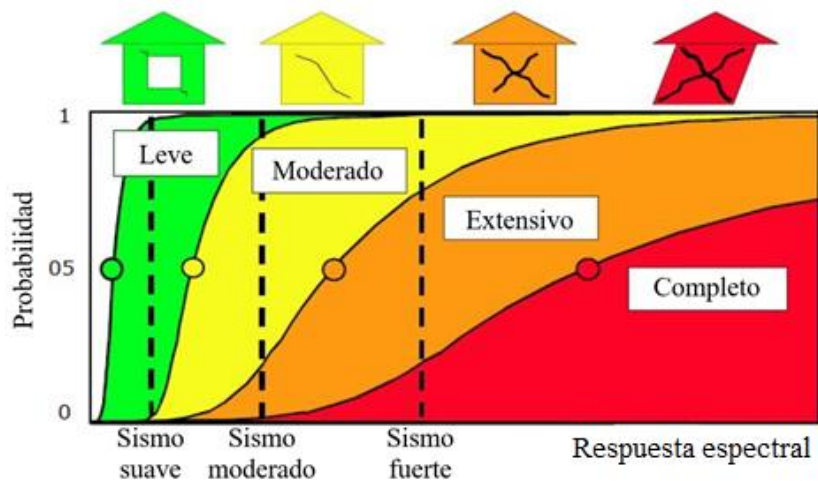 1
Leve
Moderado
Extensivo
Probabilidad
05
Completo
0
Sismo
suave
Sismo
moderado
Sismo
fuerte
Respuesta espectral